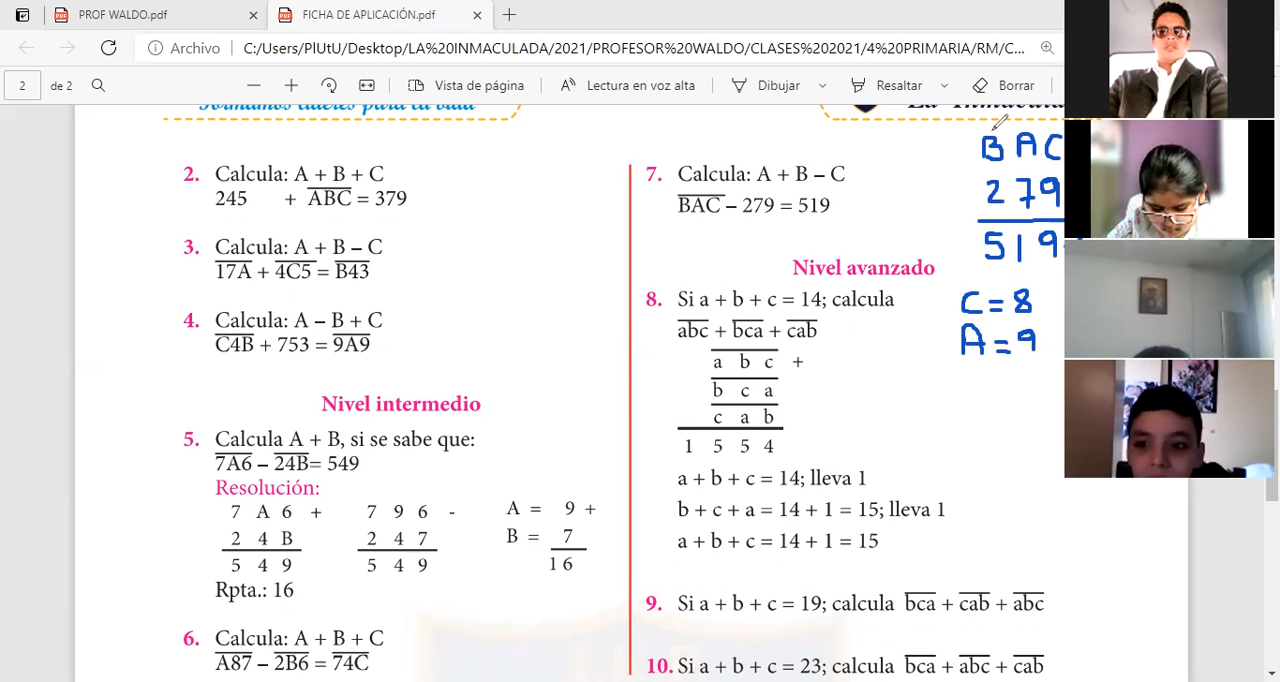 PROF WALDO.pdf
FICHA DE APLICACIÓN.pdf
Archivo
C:/Users/PlUtU/Desktop/LA%20INMACULADA/2021/PROFESOR%20WALDO/CLASES%202021/4%20PRIMARIA/RM/C...
2 de 2
Vista de página
Lectura en voz alta
Dibujar
Resaltar
Borrar
2. Calcula: A + B + C
245 + ABC = 379
3. Calcula: A + B – C
17A + 4C5 = B43
4. Calcula: A – B + C
C4B + 753 = 9A9
Nivel intermedio
5. Calcula A + B, si se sabe que:
7A6 – 24B= 549
Resolución:
7 A 6 + 7 9 6 - A = 9 +
2 4 B 2 4 7 B = 7
5 4 9 5 4 9 16
Rpta.: 16
6. Calcula: A + B + C
A87 – 2B6 = 74C
7. Calcula: A + B – C
BAC – 279 = 519
Nivel avanzado
8. Si a + b + c = 14; calcula
abc + bca + cab
a b c +
b c a
c a b
1 5 5 4
a + b + c = 14; lleva 1
b + c + a = 14 + 1 = 15; lleva 1
a + b + c = 14 + 1 = 15
9. Si a + b + c = 19; calcula bca + cab + abc
10. Si a + b + c = 23; calcula bca + abc + cab
B A C
2 7 9
5 1 9
C = 8
A = 9